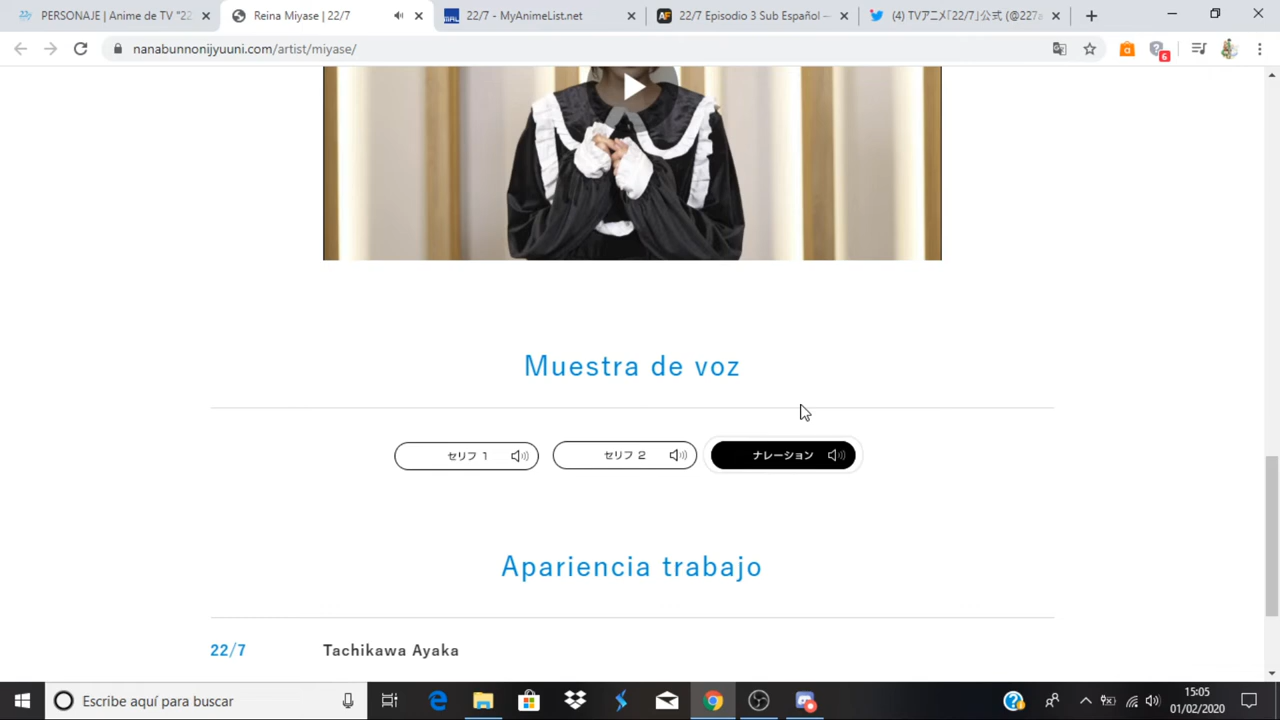 PERSONAJE | Anime de TV "22
Reina Miyase | 22/7
22/7 - MyAnimeList.net
22/7 Episodio 3 Sub Español —
(4) TVアニメ「22/7」公式 (@227a
nanabunnonijyuuni.com/artist/miyase/
6
Muestra de voz
セリフ 1
セリフ 2
ナレーション
Apariencia trabajo
22/7 Tachikawa Ayaka
Escribe aquí para buscar
15:05
01/02/2020